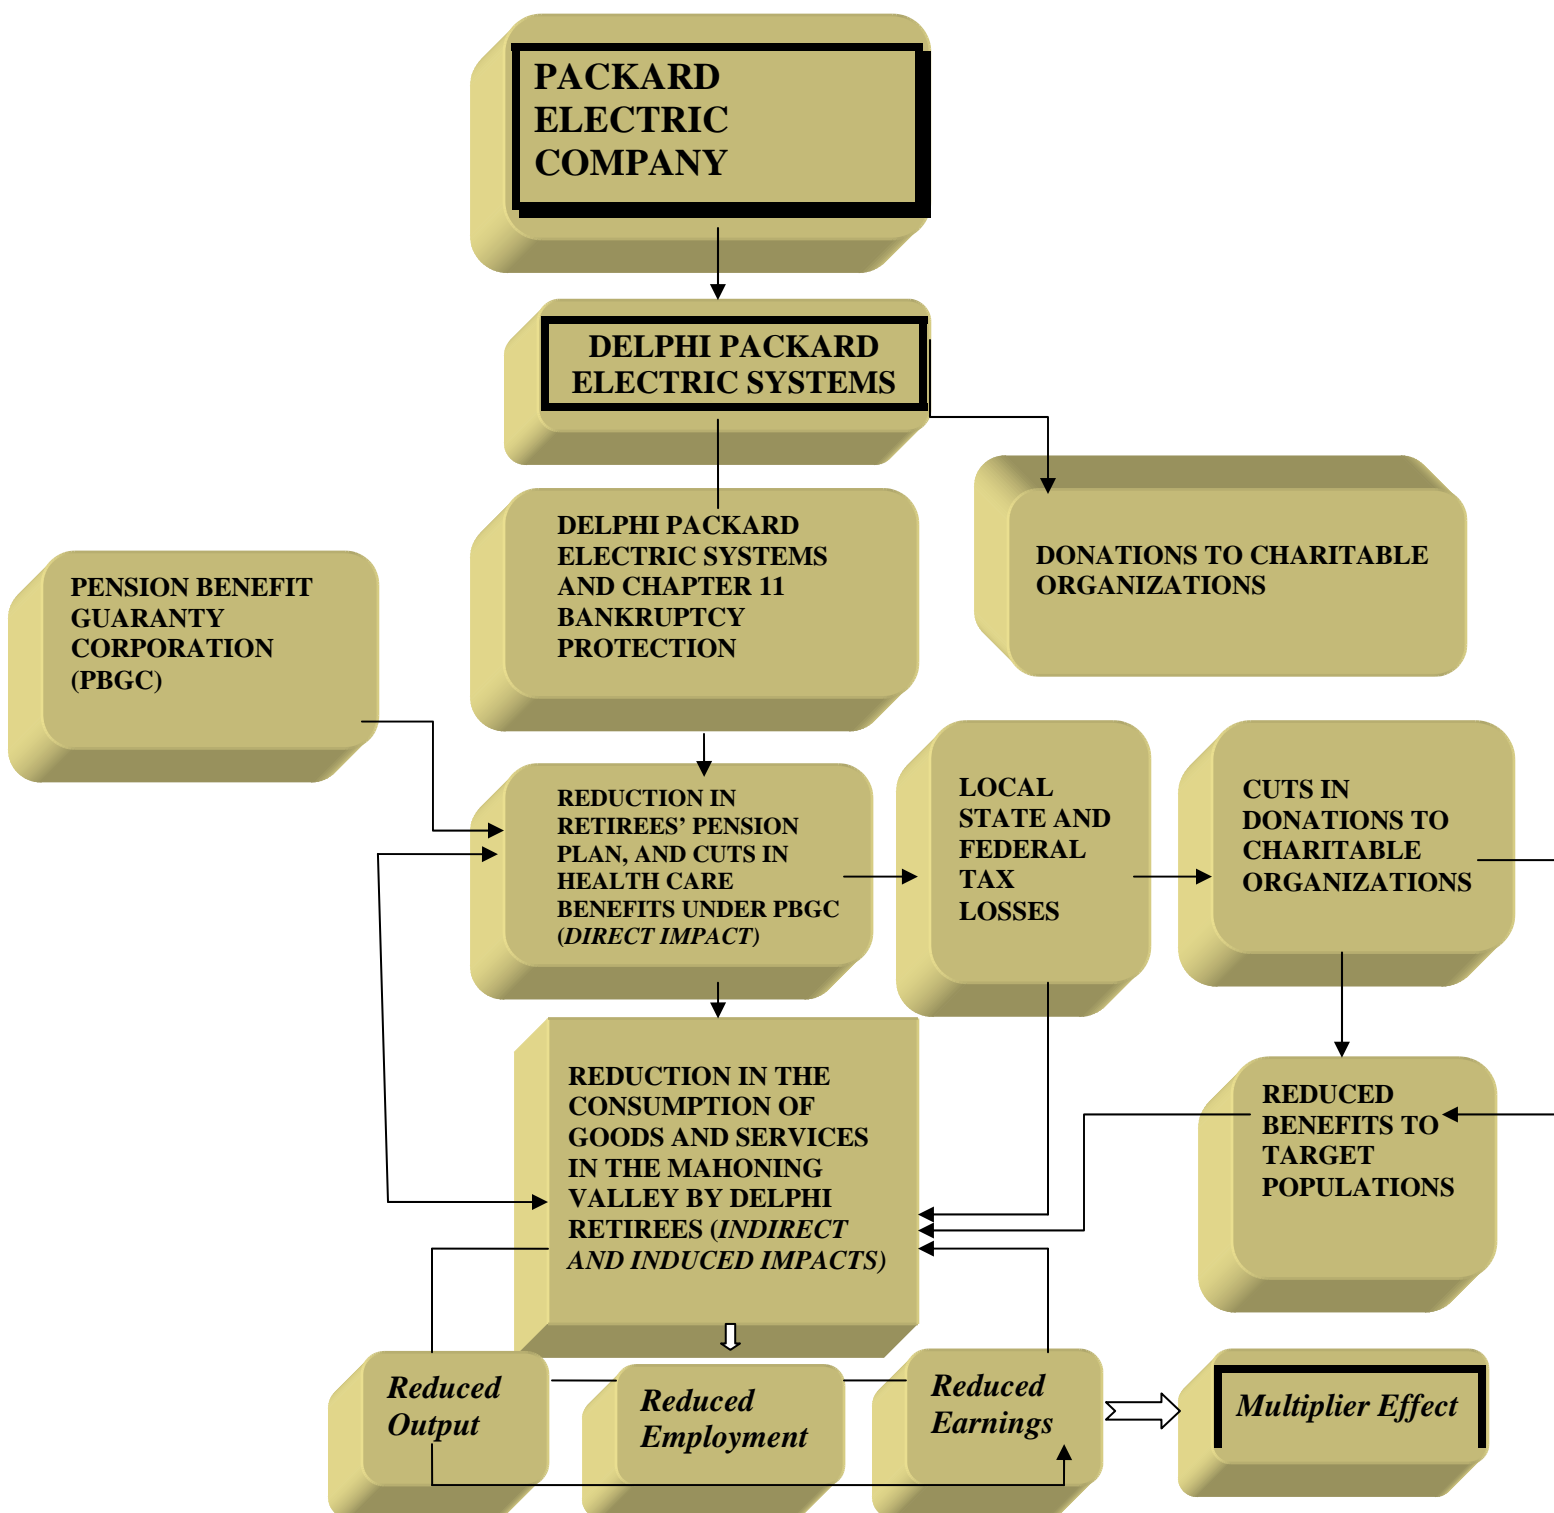 PACKARD
ELECTRIC
COMPANY
DELPHI PACKARD
ELECTRIC SYSTEMS
DELPHI PACKARD
ELECTRIC SYSTEMS
AND CHAPTER 11
BANKRUPTCY
PROTECTION
DONATIONS TO CHARITABLE
ORGANIZATIONS
PENSION BENEFIT
GUARANTY
CORPORATION
(PBGC)
REDUCTION IN
RETIREES’ PENSION
PLAN, AND CUTS IN
HEALTH CARE
BENEFITS UNDER PBGC
(DIRECT IMPACT)
LOCAL
STATE AND
FEDERAL
TAX
LOSSES
CUTS IN
DONATIONS TO
CHARITABLE
ORGANIZATIONS
REDUCTION IN THE
CONSUMPTION OF
GOODS AND SERVICES
IN THE MAHONING
VALLEY BY DELPHI
RETIREES (INDIRECT
AND INDUCED IMPACTS)
REDUCED
BENEFITS TO
TARGET
POPULATIONS
Reduced
Output
Reduced
Employment
Reduced
Earnings
Multiplier Effect